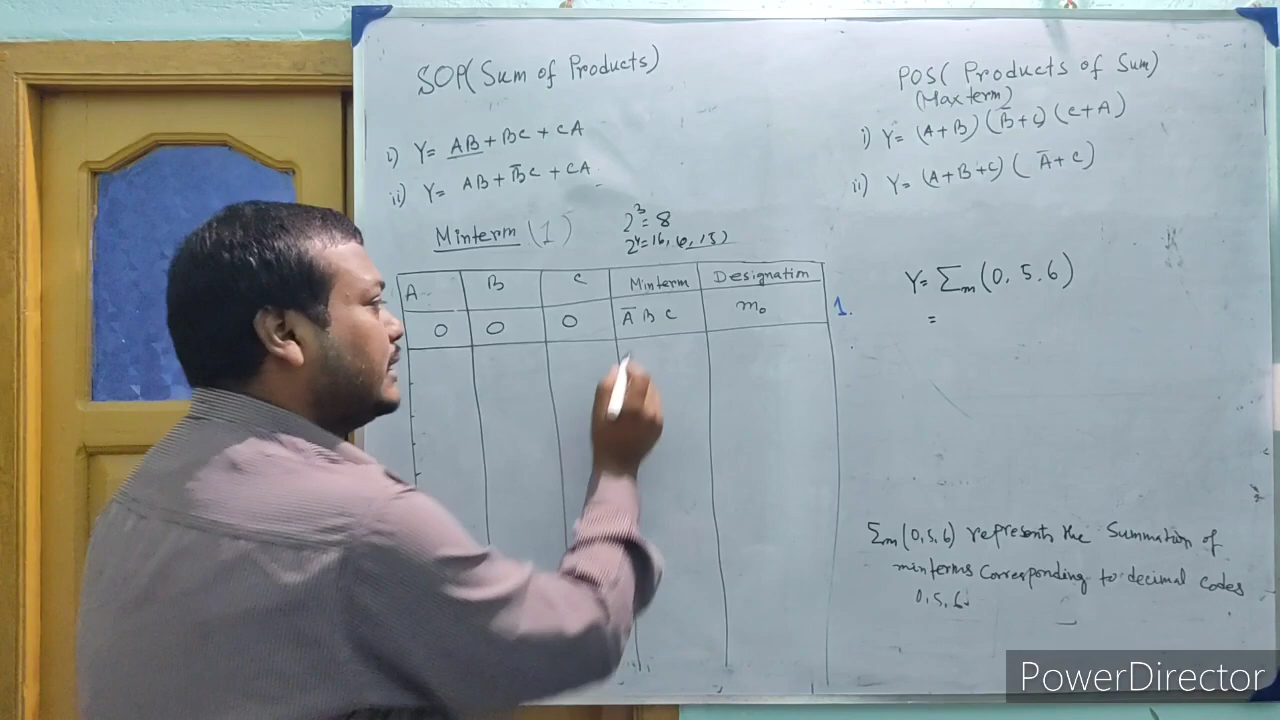 SOP( Sum of Products)
i) Y= AB + BC + CA
ii) Y= AB + B̅C + CA
Minterm (1)
2³= 8
2⁴=16,
A B C Minterm Designation
0 0 0 A̅ B C m₀
1.
POS( Products of Sum)
(Max term)
i) Y= (A+B) (B̅+C) (C+A)
ii) Y= (A+B+C) ( A̅+C)
Y= Σm(0, 5, 6)
=
Σm(0,5,6) represents the Summation of
minterms Corresponding to decimal codes
0,5,6.
PowerDirector